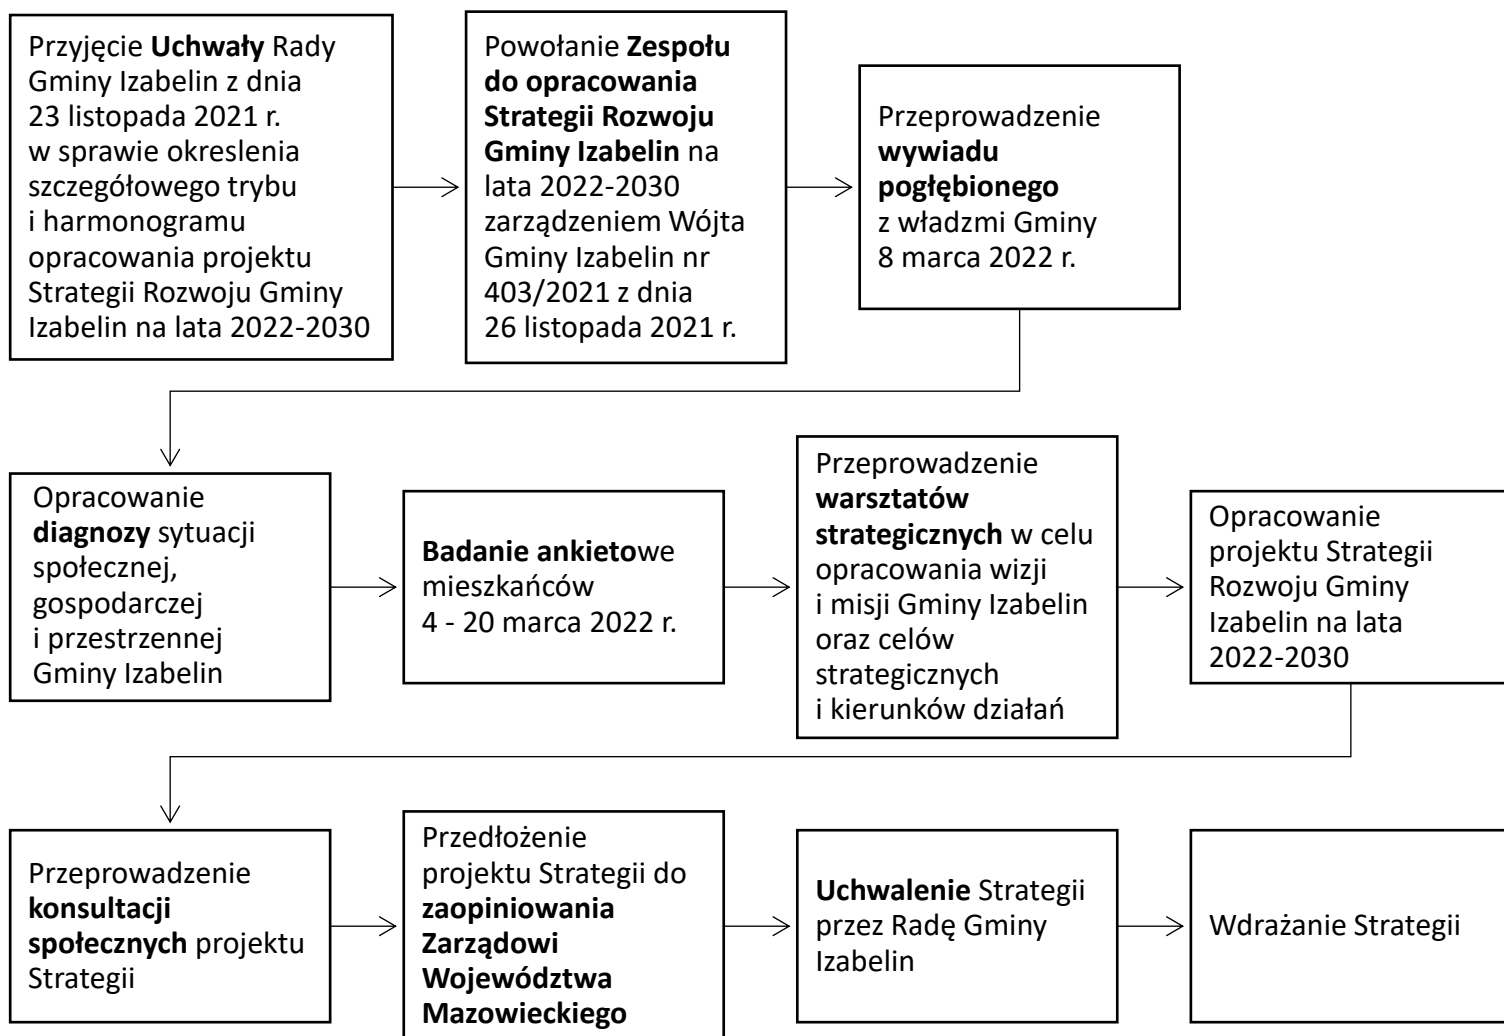 Przyjęcie Uchwały Rady
Gminy Izabelin z dnia
23 listopada 2021 r.
w sprawie okreslenia
szczegółowego trybu
i harmonogramu
opracowania projektu
Strategii Rozwoju Gminy
Izabelin na lata 2022-2030
Powołanie Zespołu
do opracowania
Strategii Rozwoju
Gminy Izabelin na
lata 2022-2030
zarządzeniem Wójta
Gminy Izabelin nr
403/2021 z dnia
26 listopada 2021 r.
Przeprowadzenie
wywiadu
pogłębionego
z władzmi Gminy
8 marca 2022 r.
Opracowanie
diagnozy sytuacji
społecznej,
gospodarczej
i przestrzennej
Gminy Izabelin
Badanie ankietowe
mieszkańców
4 - 20 marca 2022 r.
Przeprowadzenie
warsztatów
strategicznych w celu
opracowania wizji
i misji Gminy Izabelin
oraz celów
strategicznych
i kierunków działań
Opracowanie
projektu Strategii
Rozwoju Gminy
Izabelin na lata
2022-2030
Przeprowadzenie
konsultacji
społecznych projektu
Strategii
Przedłożenie
projektu Strategii do
zaopiniowania
Zarządowi
Województwa
Mazowieckiego
Uchwalenie Strategii
przez Radę Gminy
Izabelin
Wdrażanie Strategii